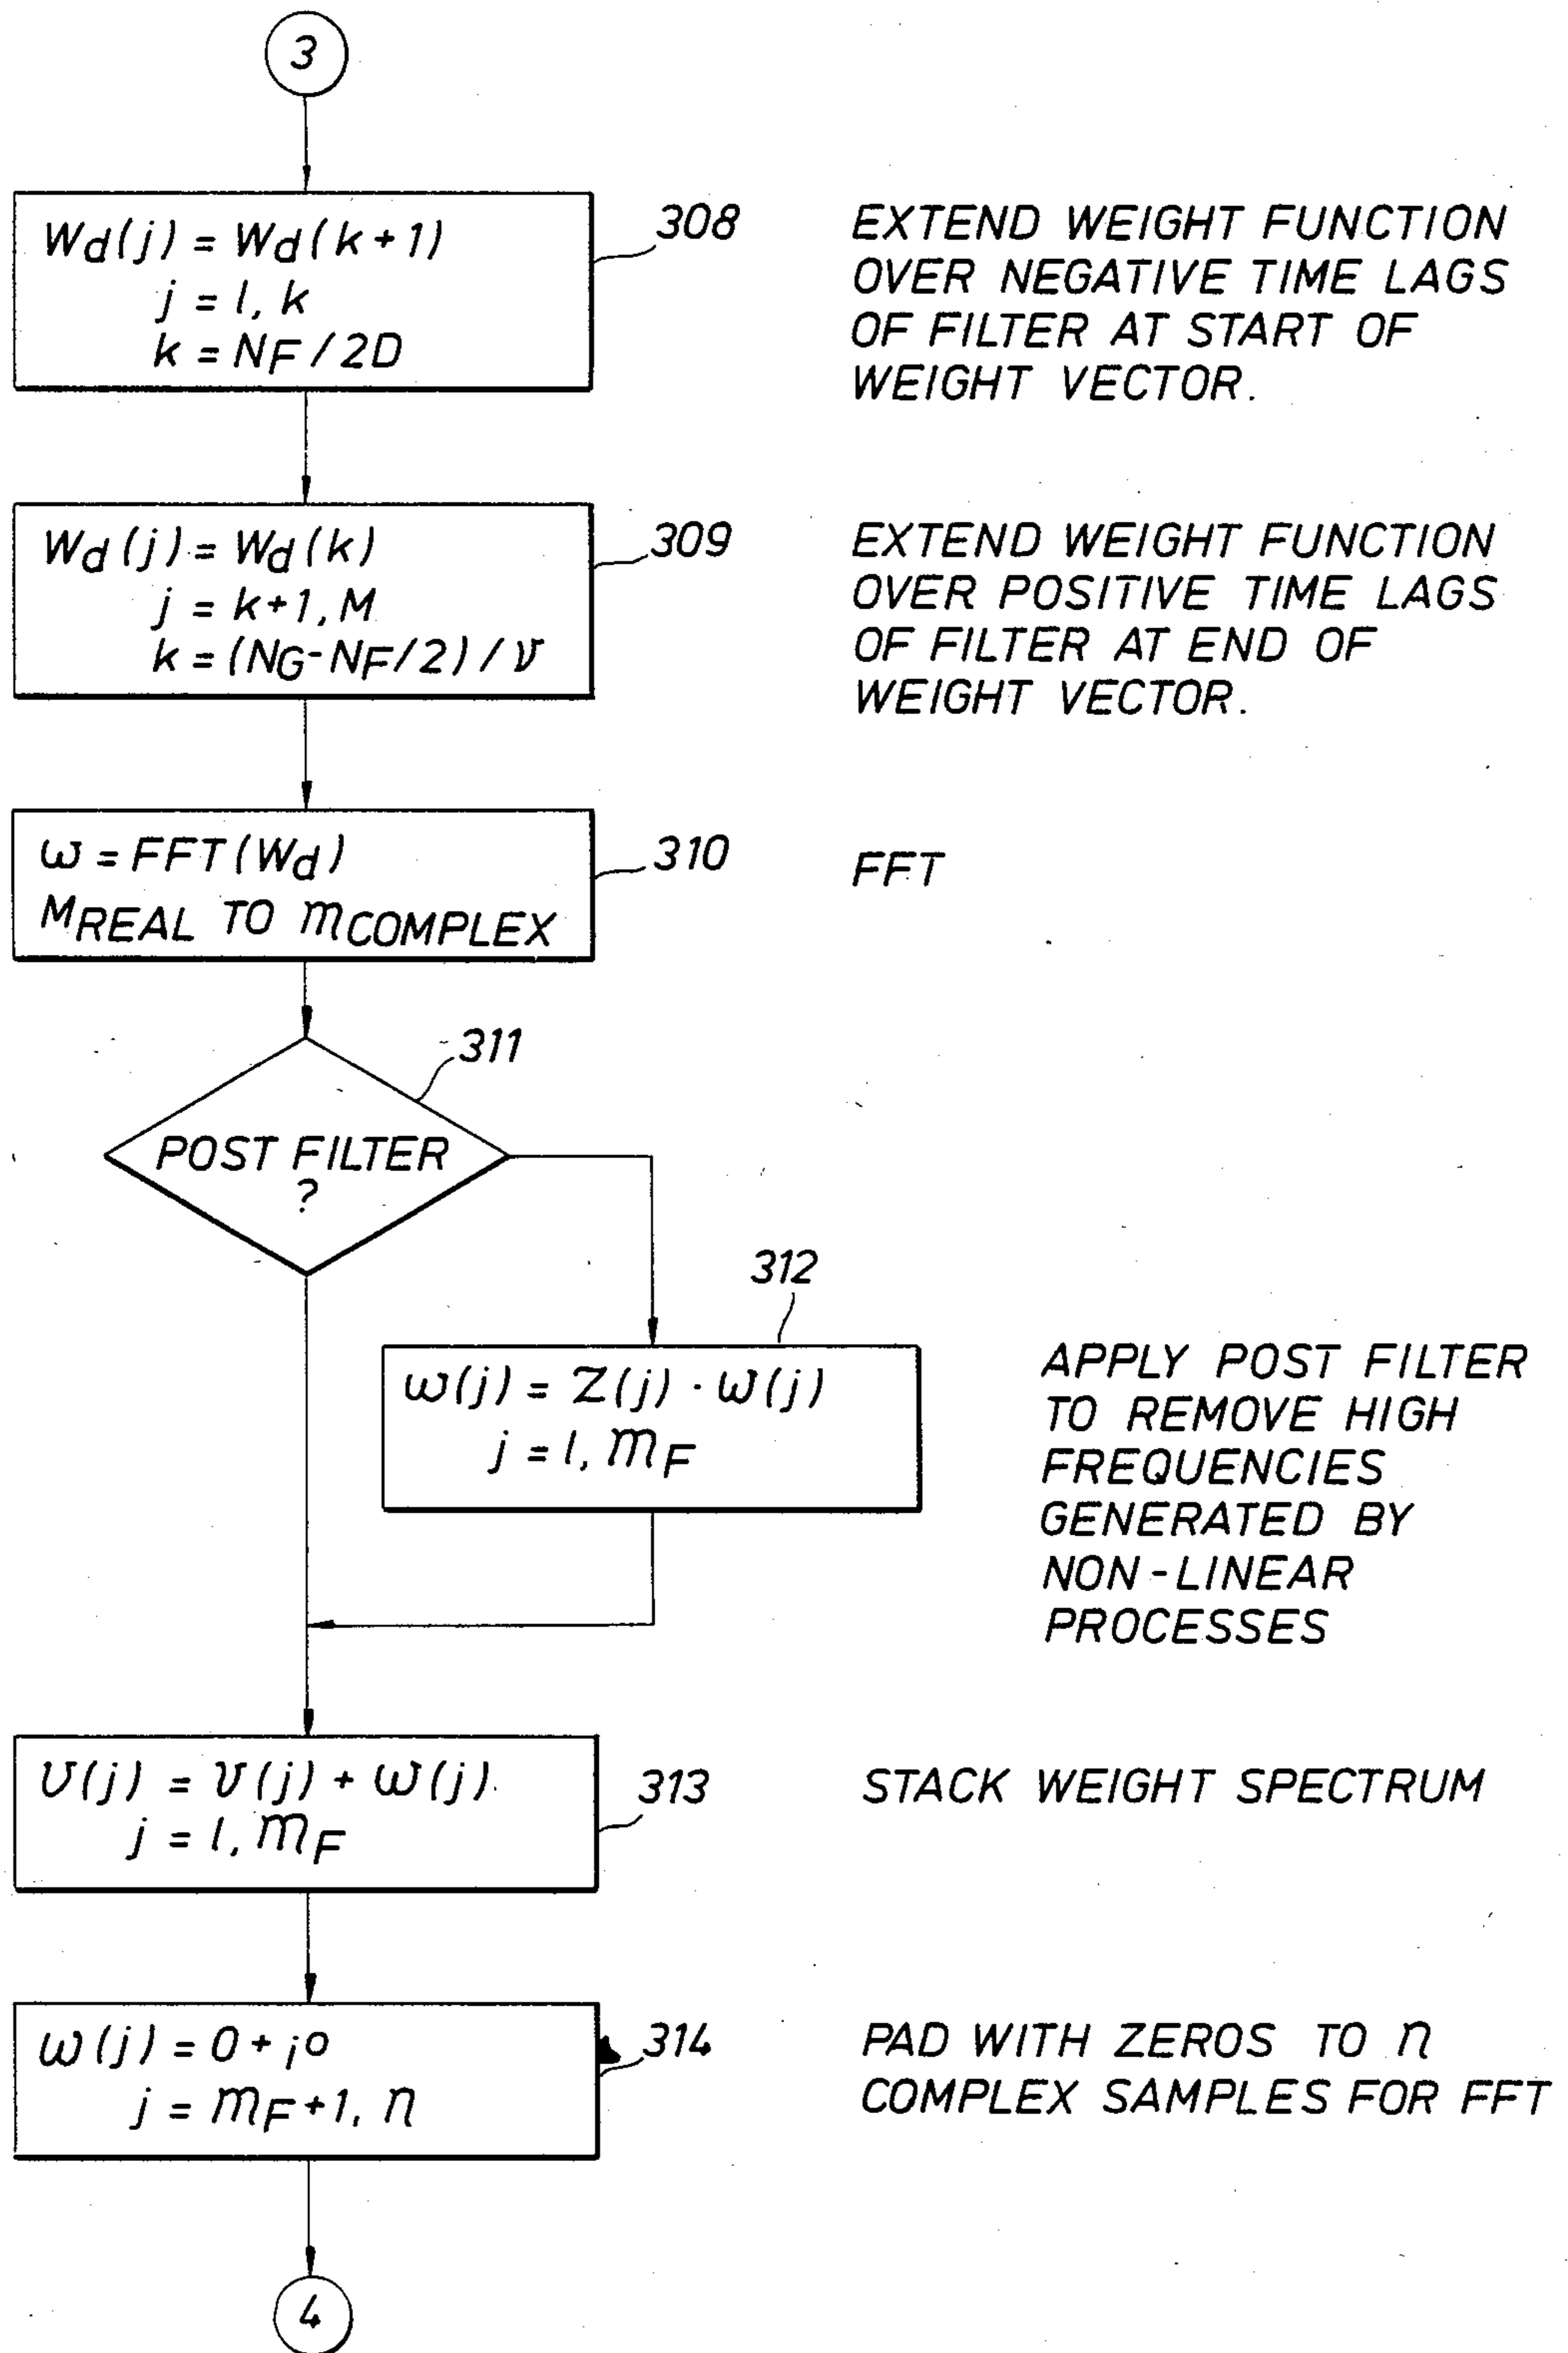 3
Wd(j) = Wd(k+1)
j = 1, k
k = NF/2D
308
EXTEND WEIGHT FUNCTION
OVER NEGATIVE TIME LAGS
OF FILTER AT START OF
WEIGHT VECTOR.
Wd(j) = Wd(k)
j = k+1, M
k = (NG-NF/2)/ν
309
EXTEND WEIGHT FUNCTION
OVER POSITIVE TIME LAGS
OF FILTER AT END OF
WEIGHT VECTOR.
ω = FFT(Wd)
MREAL TO mCOMPLEX
310
FFT
311
POST FILTER
?
312
ω(j) = Z(j) · ω(j)
j = 1, mF
APPLY POST FILTER
TO REMOVE HIGH
FREQUENCIES
GENERATED BY
NON-LINEAR
PROCESSES
υ(j) = υ(j) + ω(j)
j = 1, mF
313
STACK WEIGHT SPECTRUM
ω(j) = 0 + i0
j = mF+1, η
314
PAD WITH ZEROS TO η
COMPLEX SAMPLES FOR FFT
4